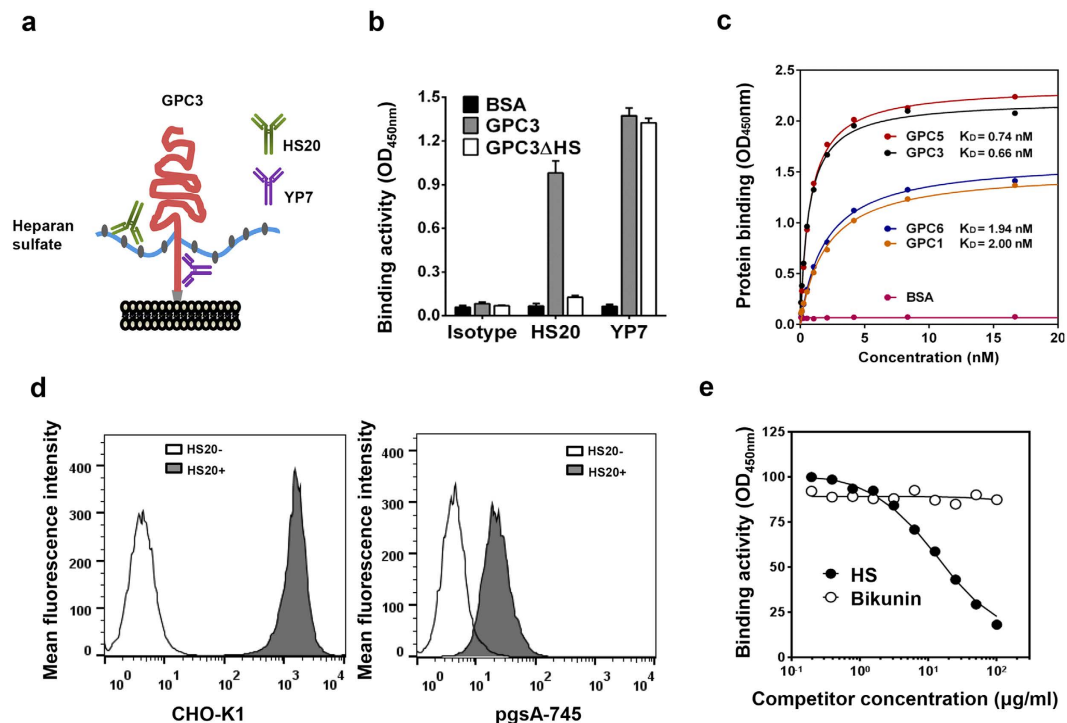 a
GPC3
HS20
YP7
Heparan
sulfate
b
Binding activity (OD450nm)
1.5
1.2
0.9
0.6
0.3
0.0
BSA
GPC3
GPC3ΔHS
Isotype HS20 YP7
c
Protein binding (OD450nm)
2.5
2.0
1.5
1.0
0.5
0.0
GPC5 KD = 0.74 nM
GPC3 KD = 0.66 nM
GPC6 KD = 1.94 nM
GPC1 KD = 2.00 nM
BSA
0 5 10 15 20
Concentration (nM)
d
Mean fluorescence intensity
400
300
200
100
0
HS20-
HS20+
10^0 10^1 10^2 10^3 10^4
CHO-K1
Mean fluorescence intensity
400
300
200
100
0
HS20-
HS20+
10^0 10^1 10^2 10^3 10^4
pgsA-745
e
Binding activity (OD450nm)
125
100
75
50
25
0
HS
Bikunin
10^-1 10^0 10^1 10^2
Competitor concentration (µg/ml)